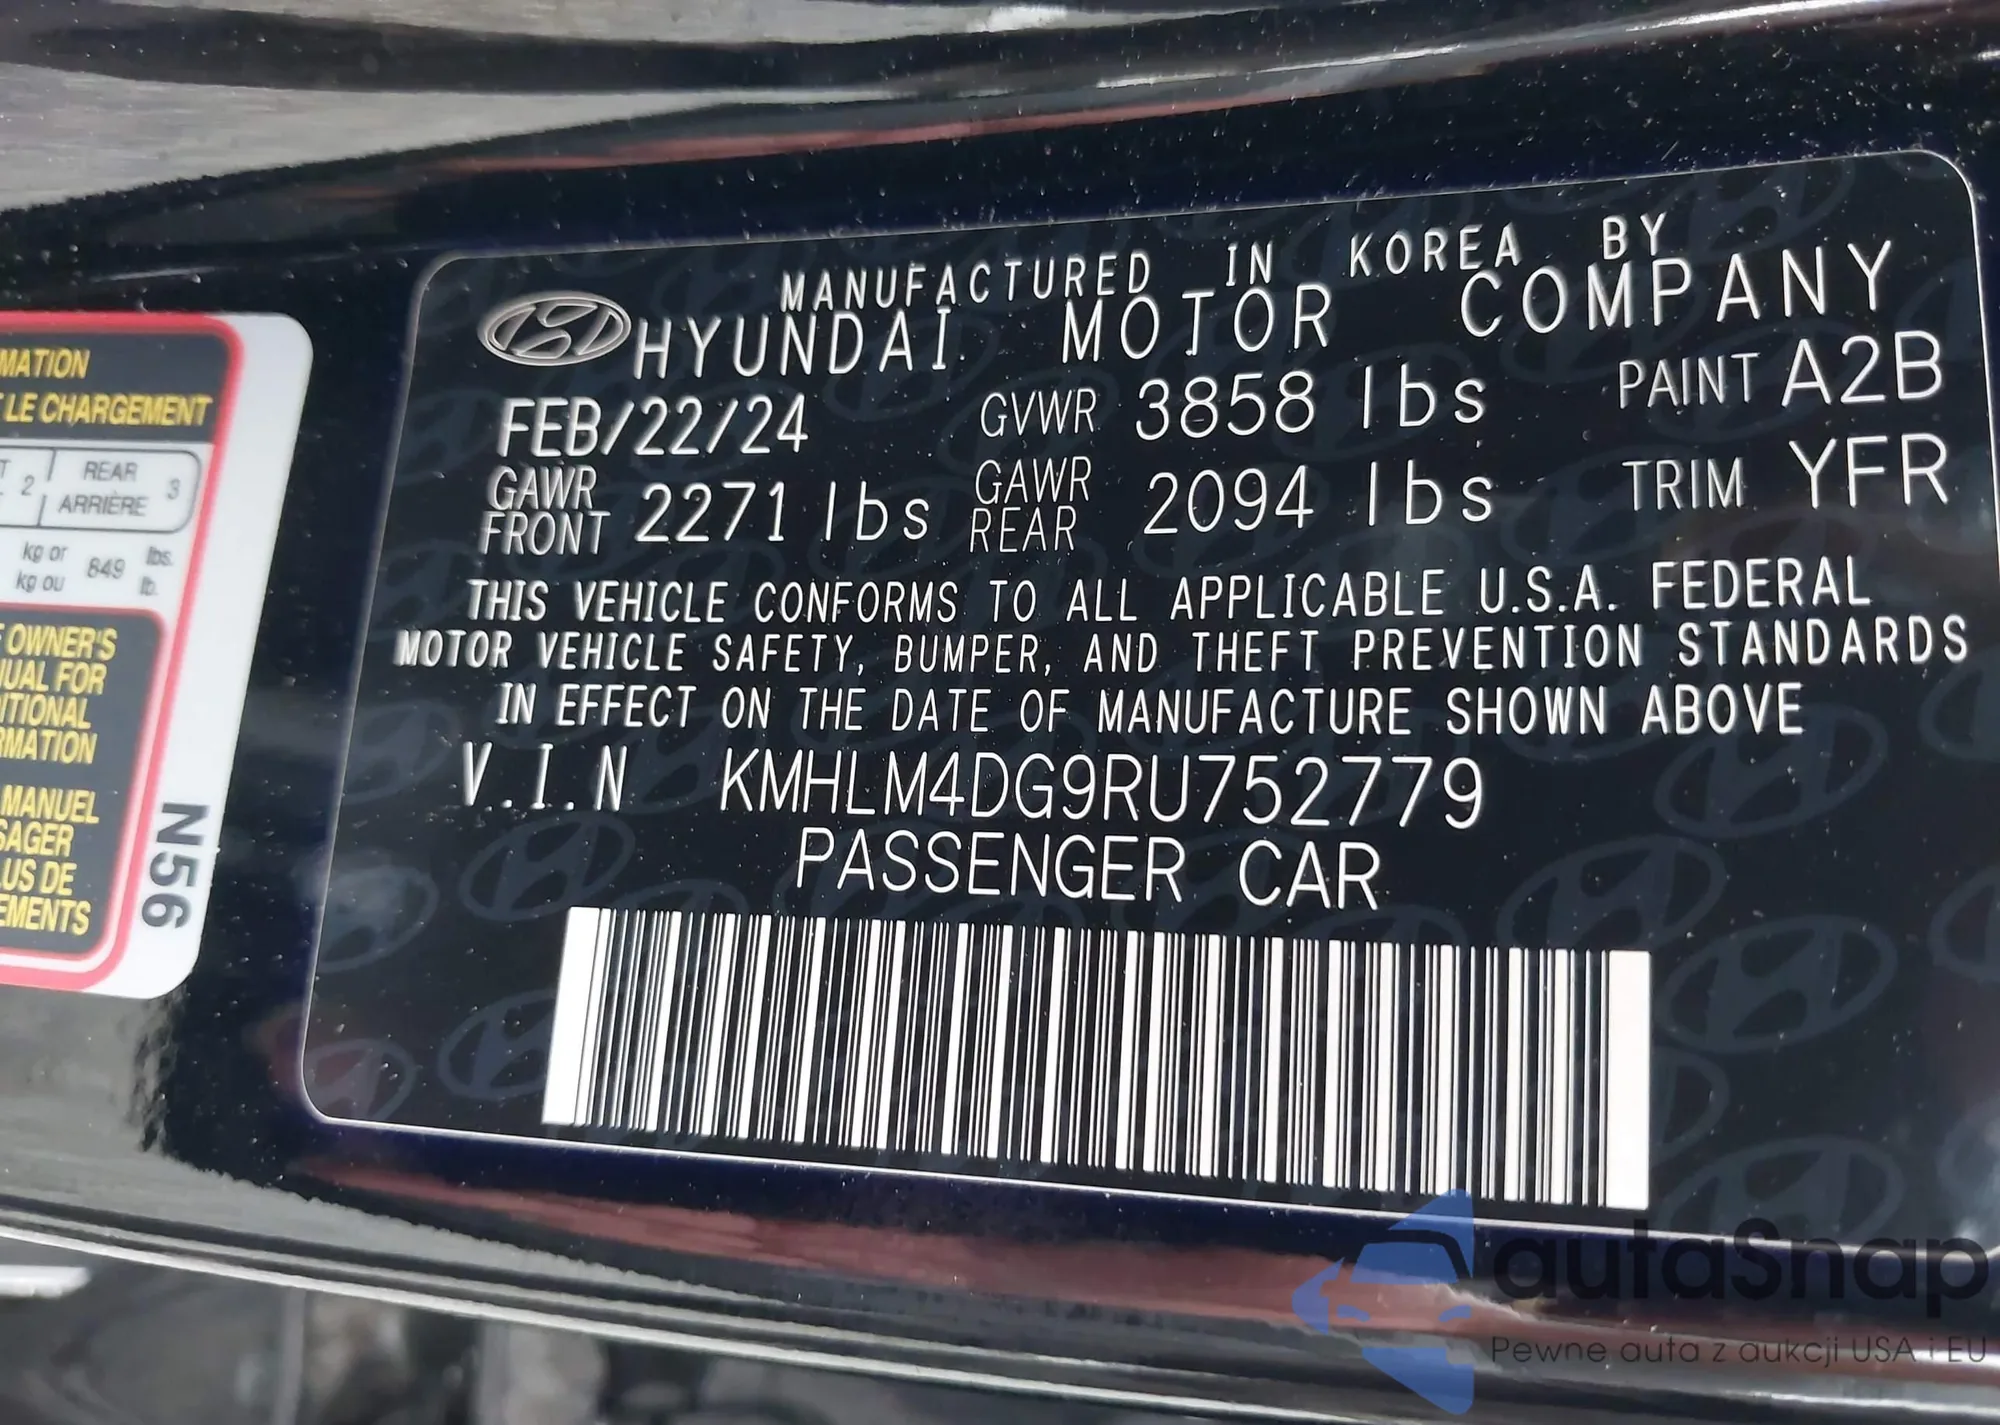 MANUFACTURED IN KOREA BY
HYUNDAI MOTOR COMPANY
FEB/22/24 GVWR 3858 lbs PAINT A2B
GAWR FRONT 2271 lbs GAWR REAR 2094 lbs TRIM YFR
THIS VEHICLE CONFORMS TO ALL APPLICABLE U.S.A. FEDERAL
MOTOR VEHICLE SAFETY, BUMPER, AND THEFT PREVENTION STANDARDS
IN EFFECT ON THE DATE OF MANUFACTURE SHOWN ABOVE
V.I.N KMHLM4DG9RU752779
PASSENGER CAR
MATION
LE CHARGEMENT
2 REAR 3
ARRIÈRE
kg or 849 lbs.
kg ou lb.
OWNER'S
UAL FOR
ITIONAL
RMATION
MANUEL
SAGER
LUS DE
EMENTS
N56
autaSnap
Pewne auta z aukcji USA i EU